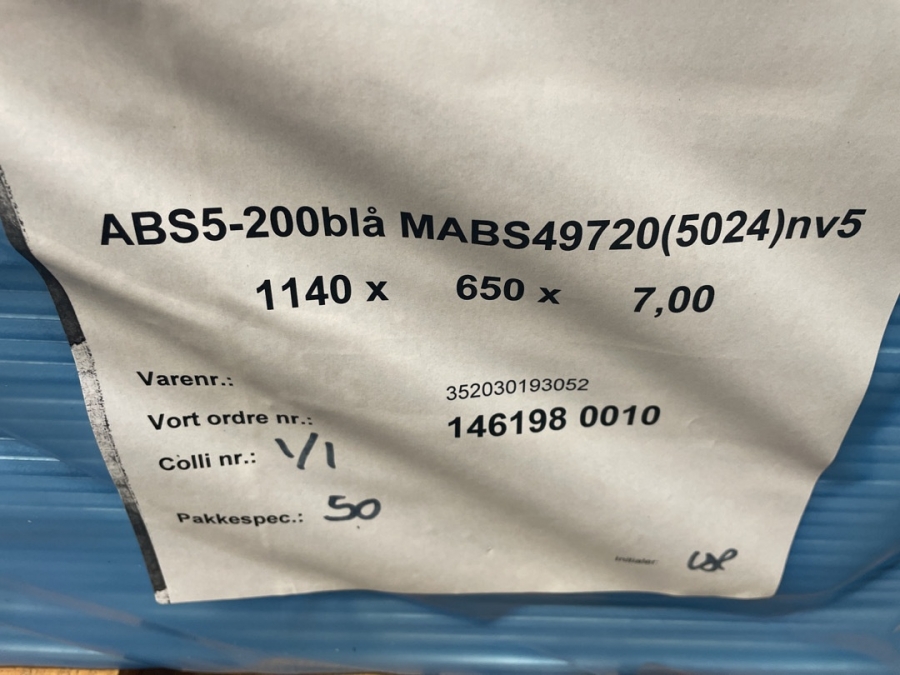 ABS5-200blå MABS49720(5024)nv5
1140 x 650 x 7,00
Varenr.: 352030193052
Vort ordre nr.: 146198 0010
Colli nr.: 1/1
Pakkespec.: 50
Initialer: